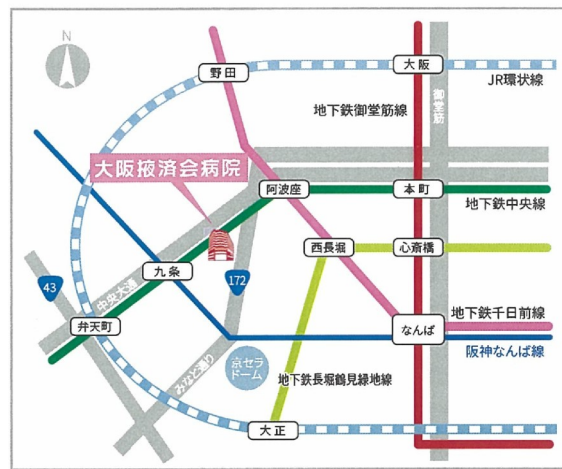 N
野田
大阪
JR環状線
御堂筋
地下鉄御堂筋線
大阪掖済会病院
阿波座
本町
地下鉄中央線
西長堀
心斎橋
九条
172
43
中央大通
弁天町
なんば
地下鉄千日前線
阪神なんば線
みなと通り
京セラ
ドーム
地下鉄長堀鶴見緑地線
大正